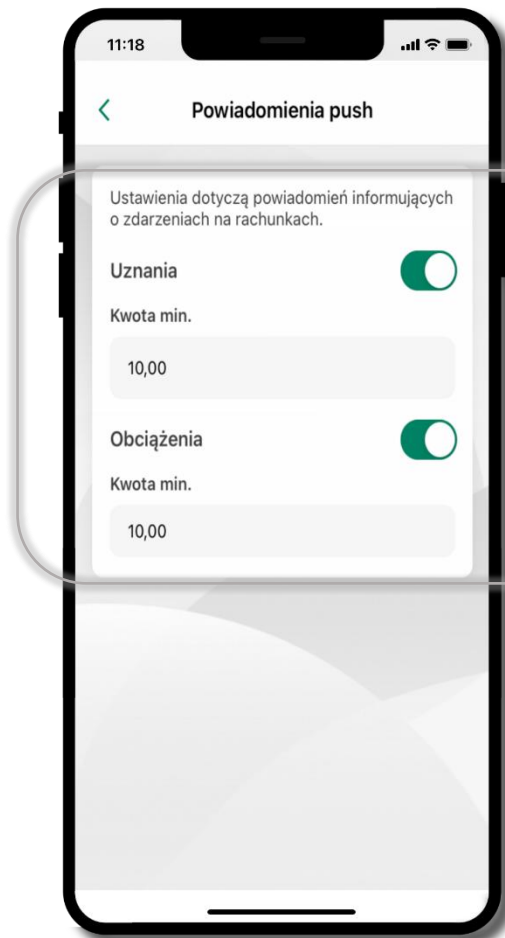 11:18
Powiadomienia push
Ustawienia dotyczą powiadomień informujących
o zdarzeniach na rachunkach.
Uznania
Kwota min.
10,00
Obciążenia
Kwota min.
10,00